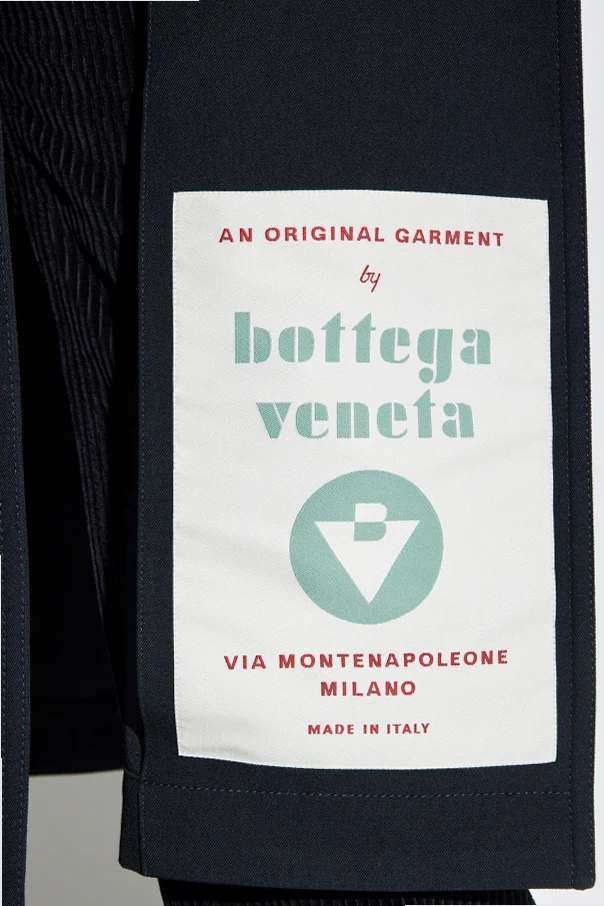 AN ORIGINAL GARMENT
by
bottega
veneta
B
VIA MONTENAPOLEONE
MILANO
MADE IN ITALY